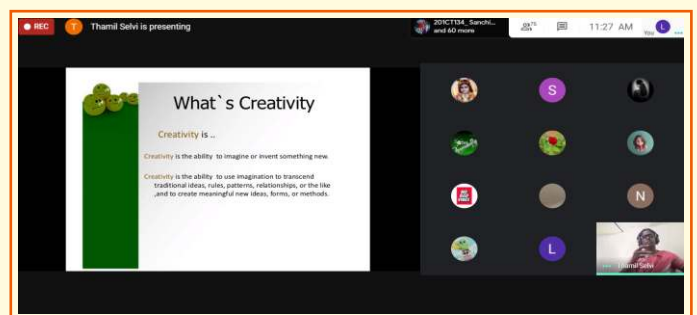 REC
T
Thamil Selvi is presenting
201CT134_Sanchi...
and 60 more
11:27 AM
You
L
What`s Creativity
Creativity is ..
Creativity is the ability to imagine or invent something new.
Creativity is the ability to use imagination to transcend
traditional ideas, rules, patterns, relationships, or the like
,and to create meaningful new ideas, forms, or methods.
S
N
L
Thamil Selvi